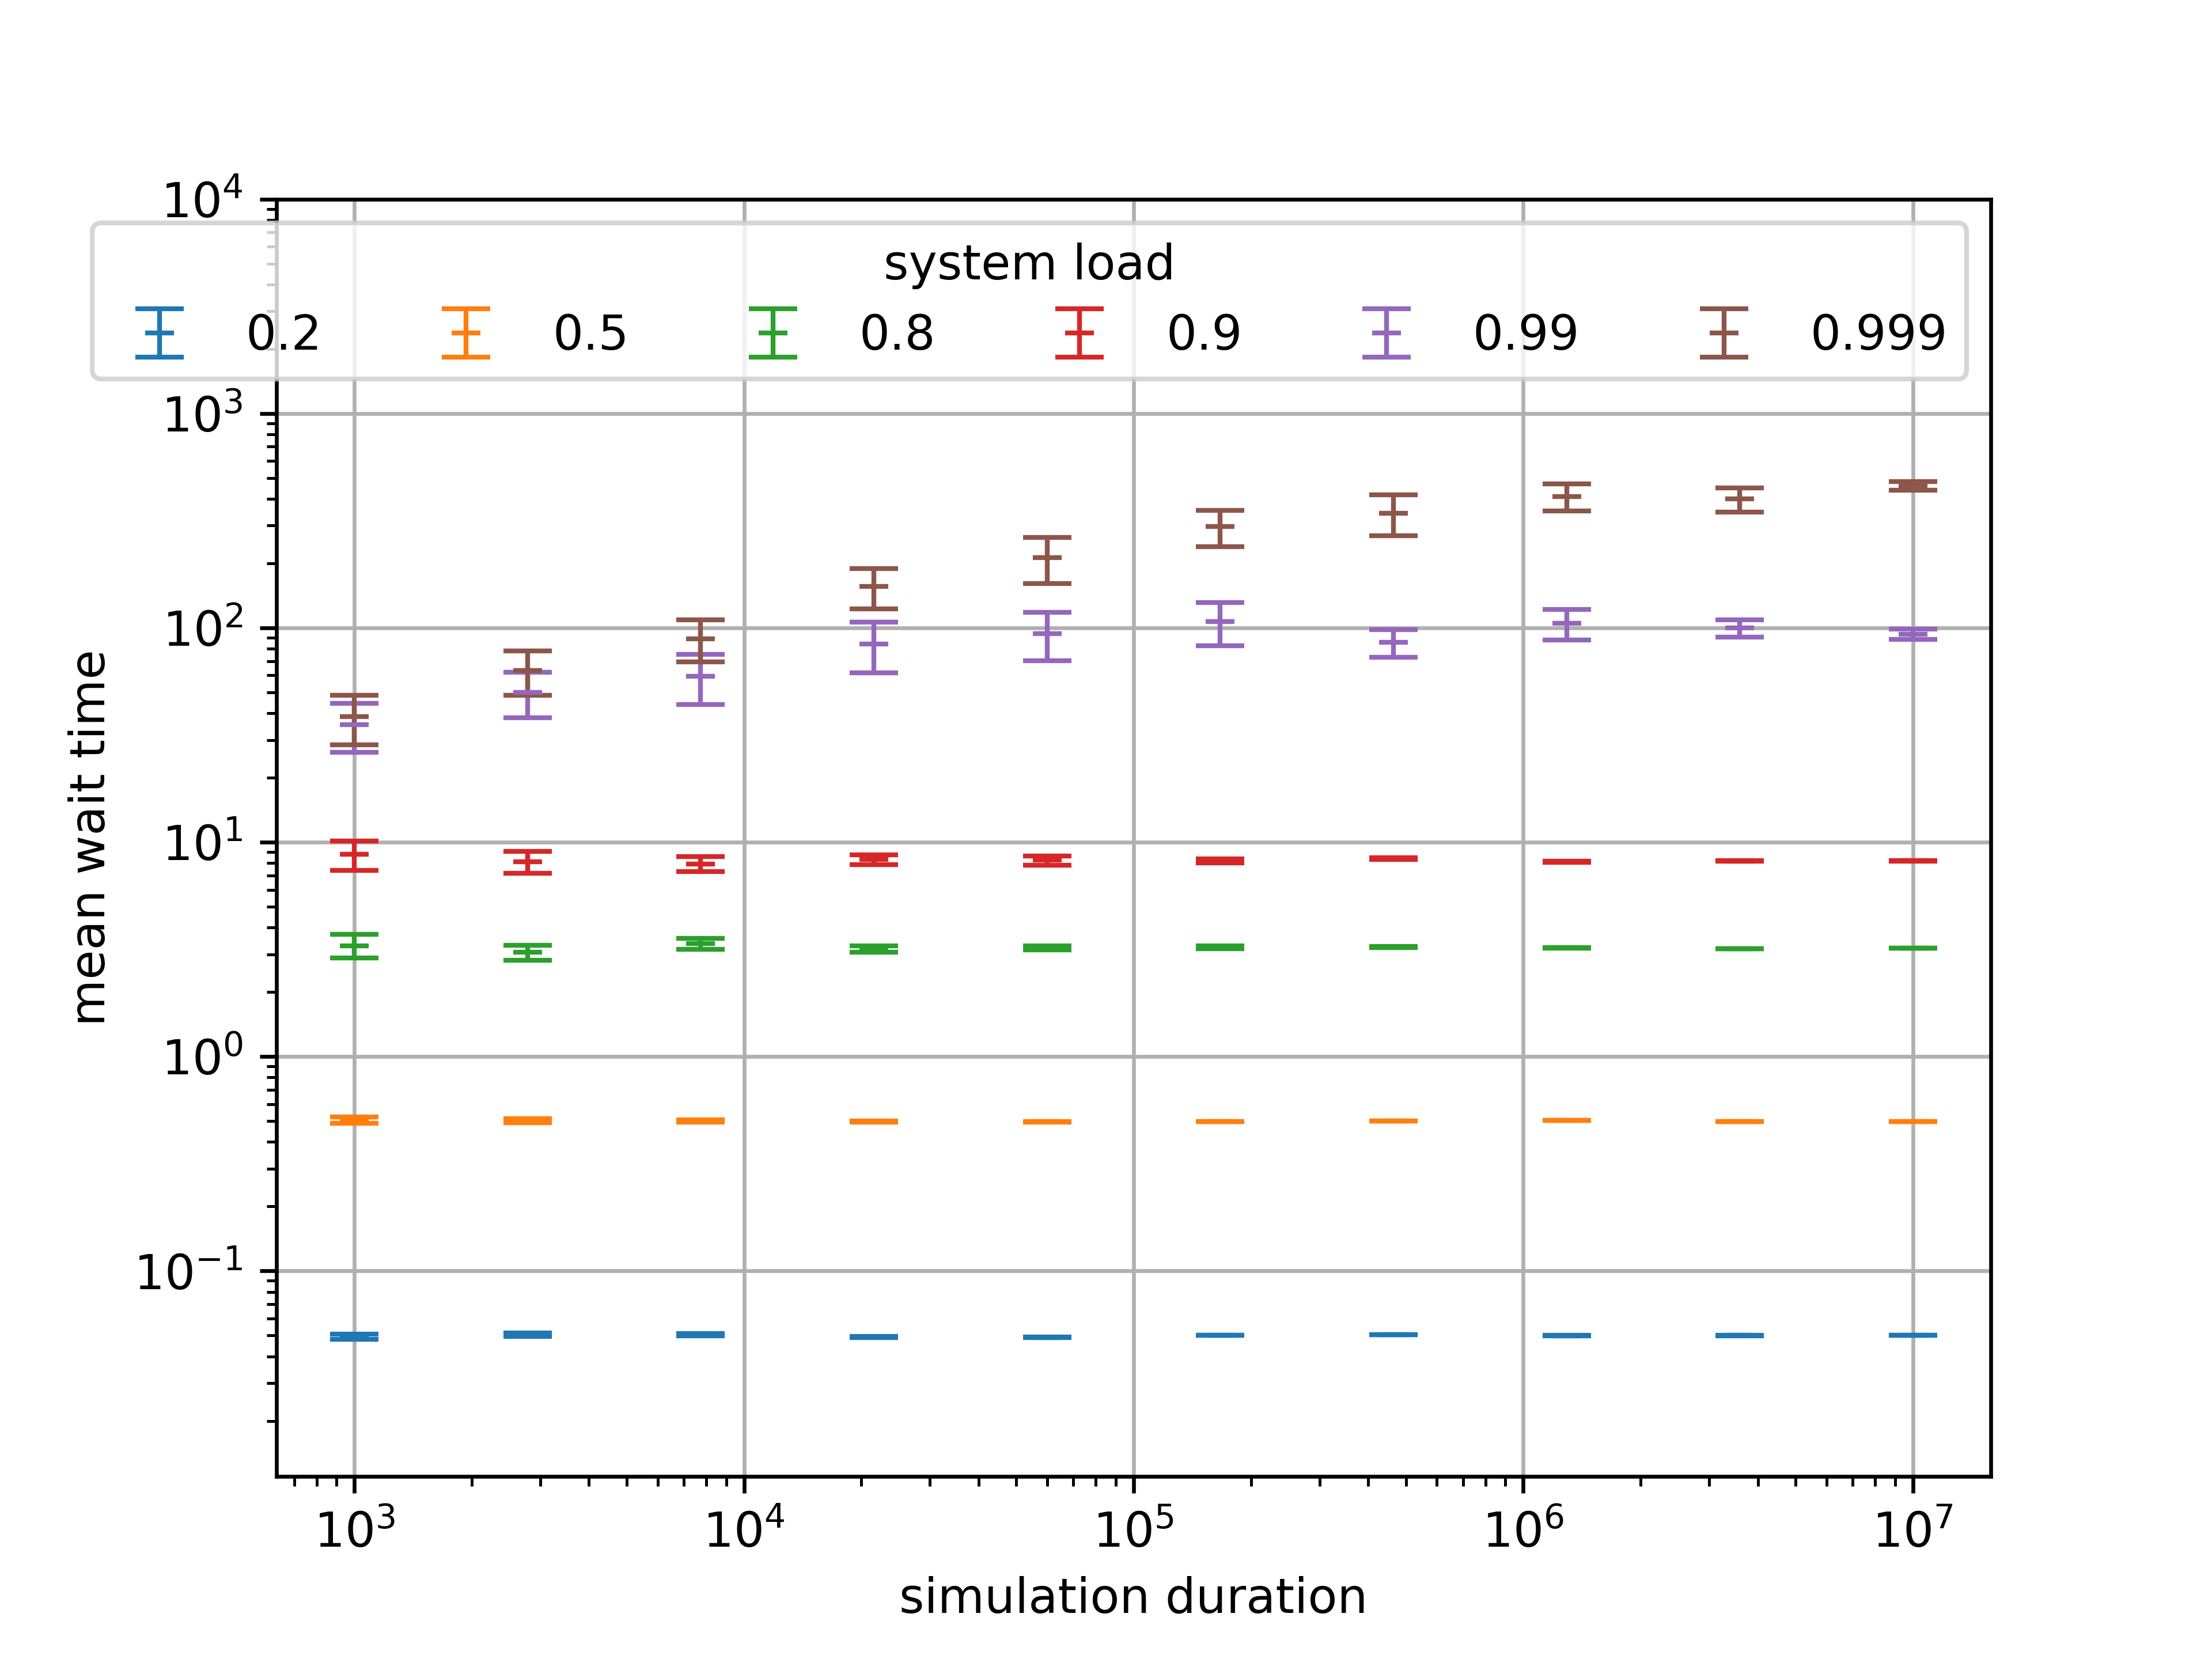 10⁴
system load
0.2 0.5 0.8 0.9 0.99 0.999
10³
10²
10¹
10⁰
10⁻¹
mean wait time
10³ 10⁴ 10⁵ 10⁶ 10⁷
simulation duration